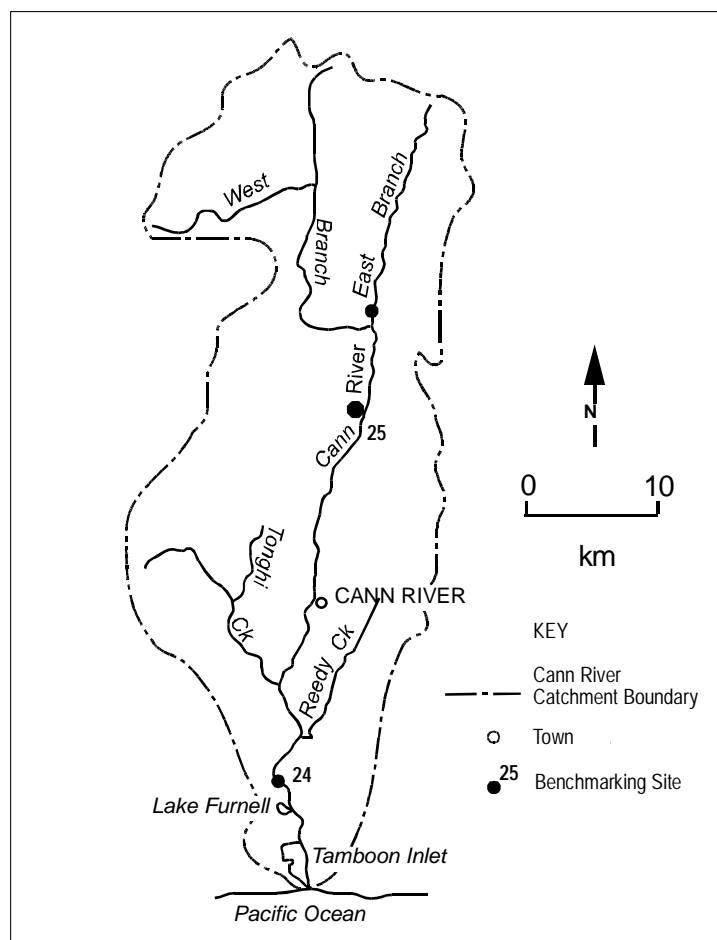 West
Branch
East
Branch
Cann
River
25
N
0 10
km
Tonghi
Ck
CANN RIVER
Reedy Ck
KEY
Cann River
Catchment Boundary
Town
25 Benchmarking Site
24
Lake Furnell
Tamboon Inlet
Pacific Ocean